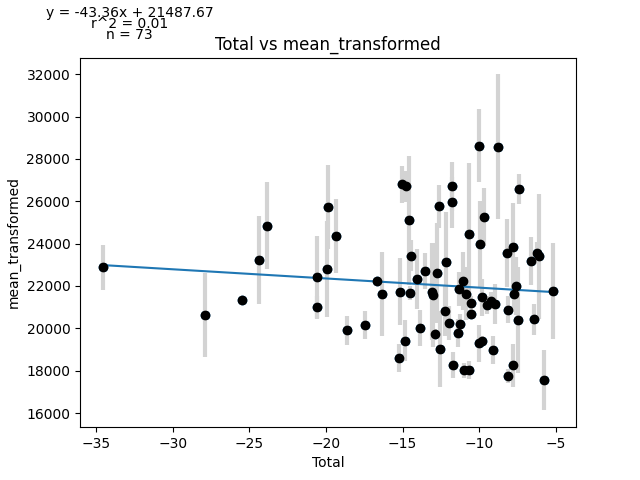 y = -43.36x + 21487.67
r^2 = 0.01
n = 73
Total vs mean_transformed
32000
30000
28000
26000
24000
22000
20000
18000
16000
mean_transformed
−35
−30
−25
−20
−15
−10
−5
Total